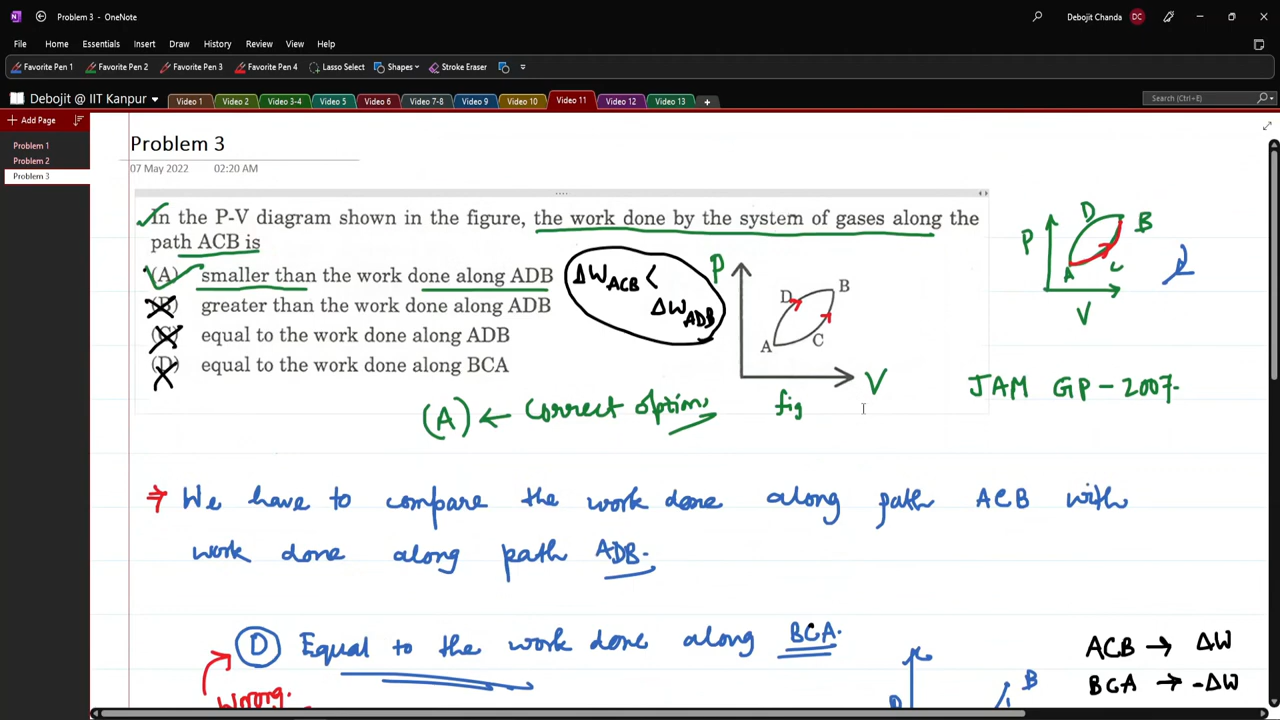 Problem 3 - OneNote
Debojit Chanda DC
File Home Essentials Insert Draw History Review View Help
Favorite Pen 1 Favorite Pen 2 Favorite Pen 3 Favorite Pen 4 Lasso Select Shapes Stroke Eraser
Debojit @ IIT Kanpur Video 1 Video 2 Video 3-4 Video 5 Video 6 Video 7-8 Video 9 Video 10 Video 11 Video 12 Video 13 + Search (Ctrl+E)
+ Add Page
Problem 1
Problem 2
Problem 3
Problem 3
07 May 2022 02:20 AM
In the P-V diagram shown in the figure, the work done by the system of gases along the
path ACB is
(A) smaller than the work done along ADB
(B) greater than the work done along ADB
(C) equal to the work done along ADB
(D) equal to the work done along BCA
ΔW ACB <
ΔW ADB
P
D B
A C
V
fig
P
D B
A C
V
JAM GP - 2007.
(A) ← Correct option
⇒ We have to compare the work done along path ACB with
work done along path ADB.
D Equal to the work done along BCA.
Wrong.
B
ACB → ΔW
BCA → -ΔW